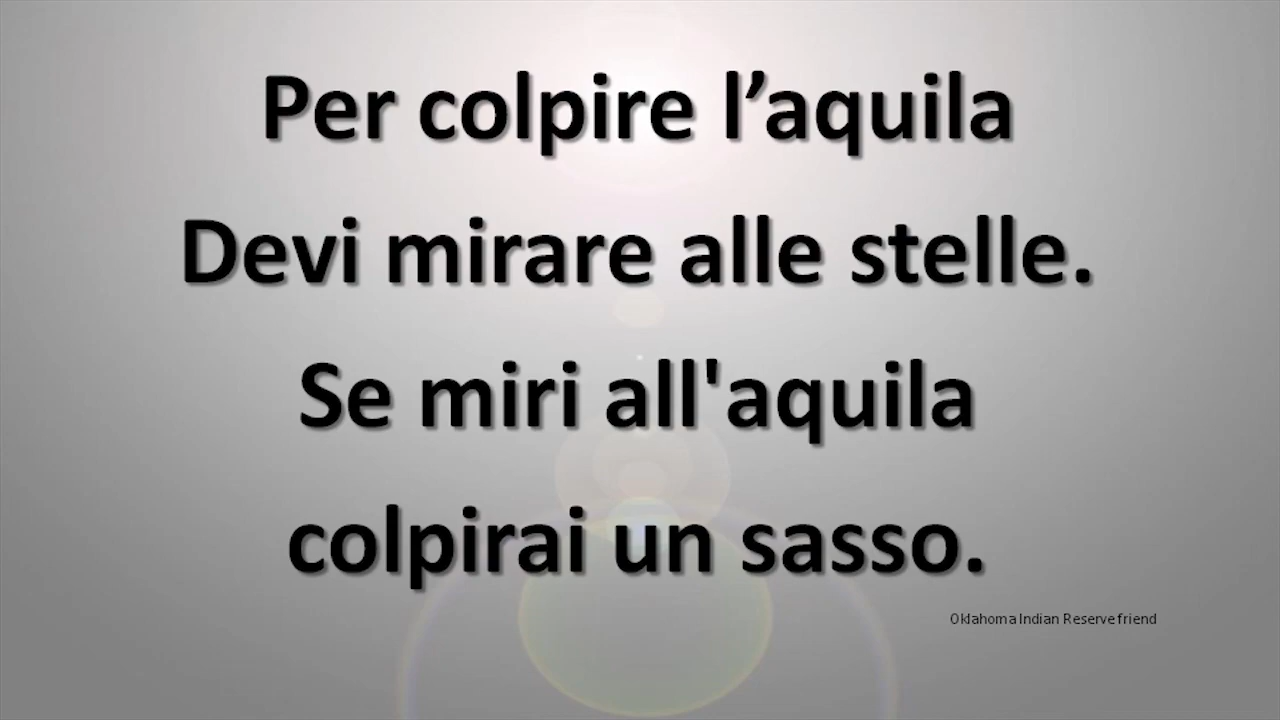 Per colpire l’aquila
Devi mirare alle stelle.
Se miri all'aquila
colpirai un sasso.
Oklahoma Indian Reserve friend